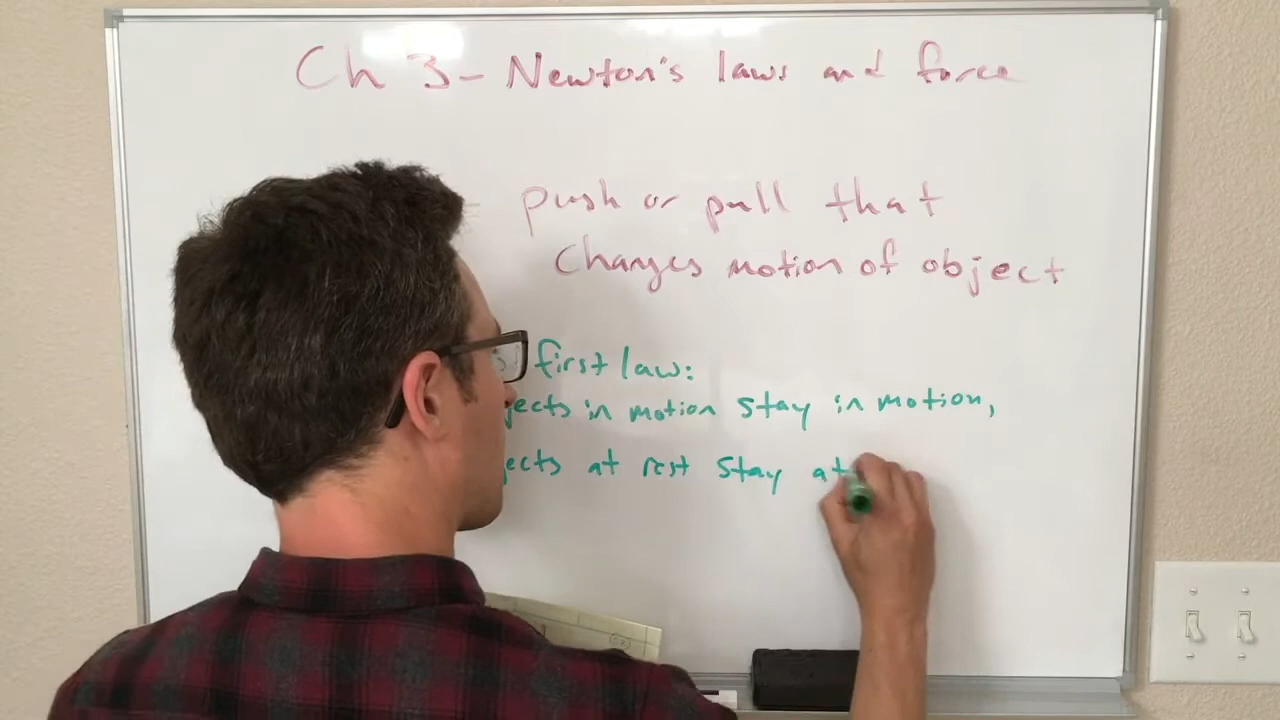 Ch 3 - Newton's laws and force
- push or pull that
changes motion of object
first law:
jects in motion stay in motion,
jects at rest stay at